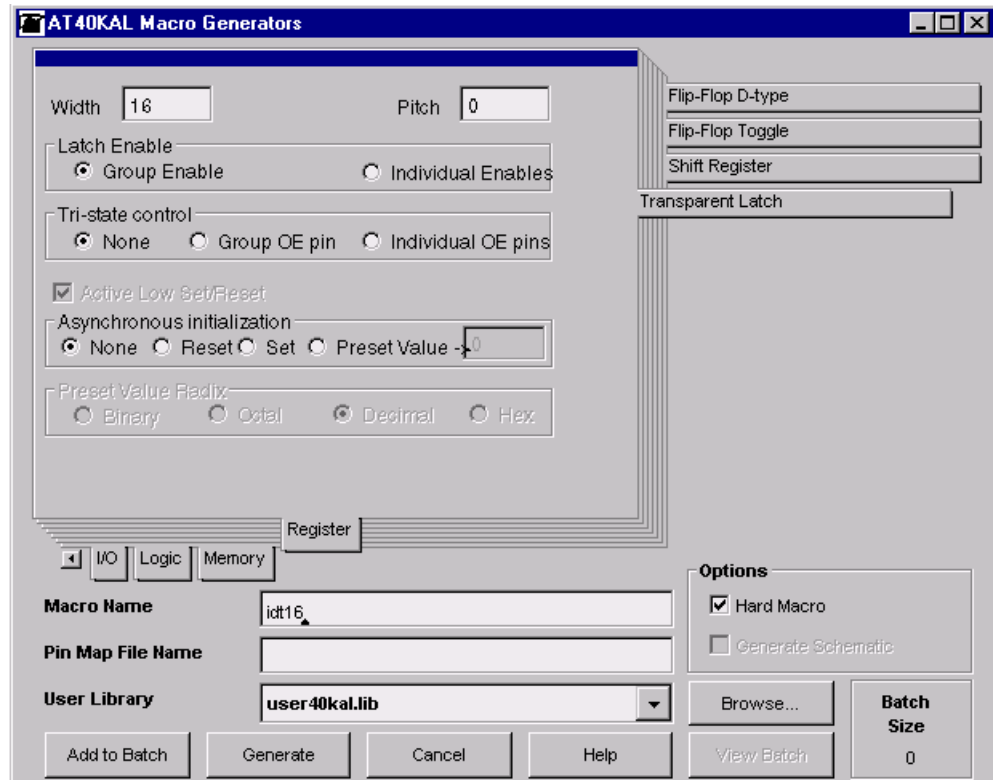 AT40KAL Macro Generators
Width 16 Pitch 0
Latch Enable
Group Enable Individual Enables
Tri-state control
None Group OE pin Individual OE pins
Active Low Set/Reset
Asynchronous initialization
None Reset Set Preset Value -> 0
Preset Value Radix
Binary Octal Decimal Hex
Flip-Flop D-type
Flip-Flop Toggle
Shift Register
Transparent Latch
Register
I/O Logic Memory
Macro Name idt16
Pin Map File Name
User Library user40kal.lib
Options
Hard Macro
Generate Schematic
Browse...
View Batch
Batch
Size
0
Add to Batch Generate Cancel Help